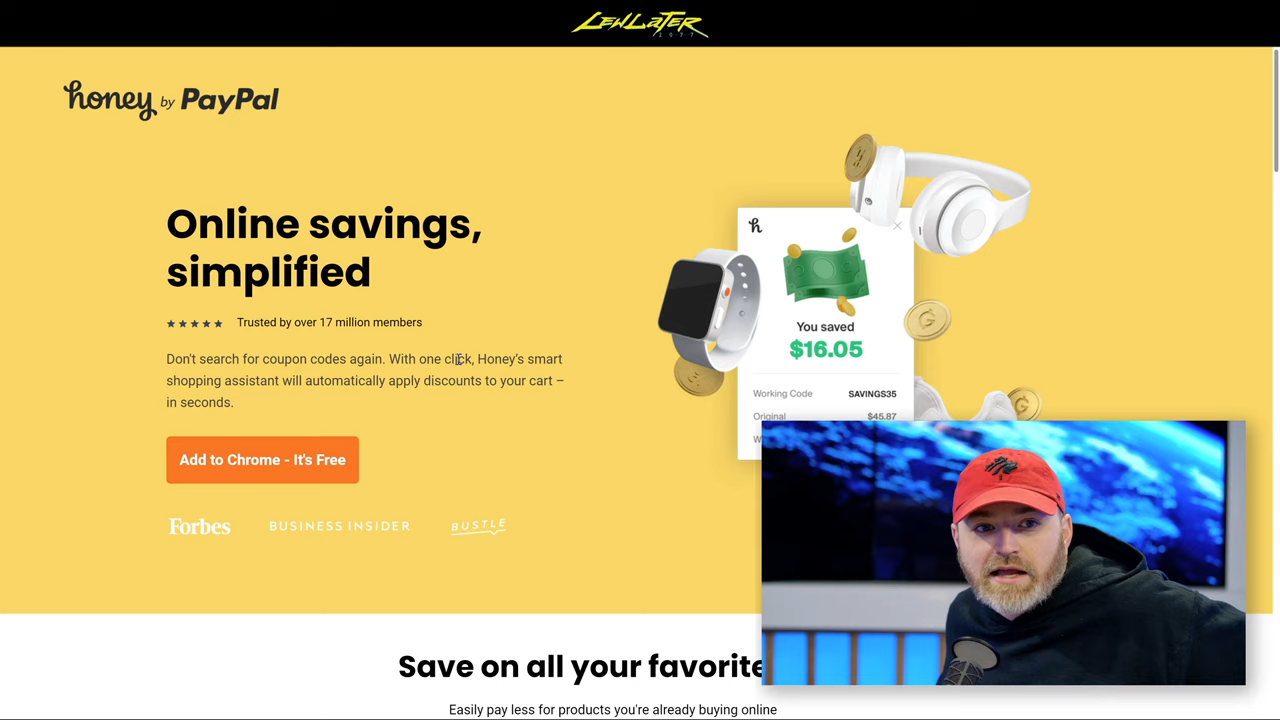 LEWLATER
2077
honey by PayPal
Online savings,
simplified
Trusted by over 17 million members
Don't search for coupon codes again. With one click, Honey's smart
shopping assistant will automatically apply discounts to your cart –
in seconds.
Add to Chrome - It's Free
Forbes
BUSINESS INSIDER
BUSTLE
h
You saved
$16.05
Working Code SAVINGS35
Original $45.87
W
G
G
Save on all your favorite
Easily pay less for products you're already buying online